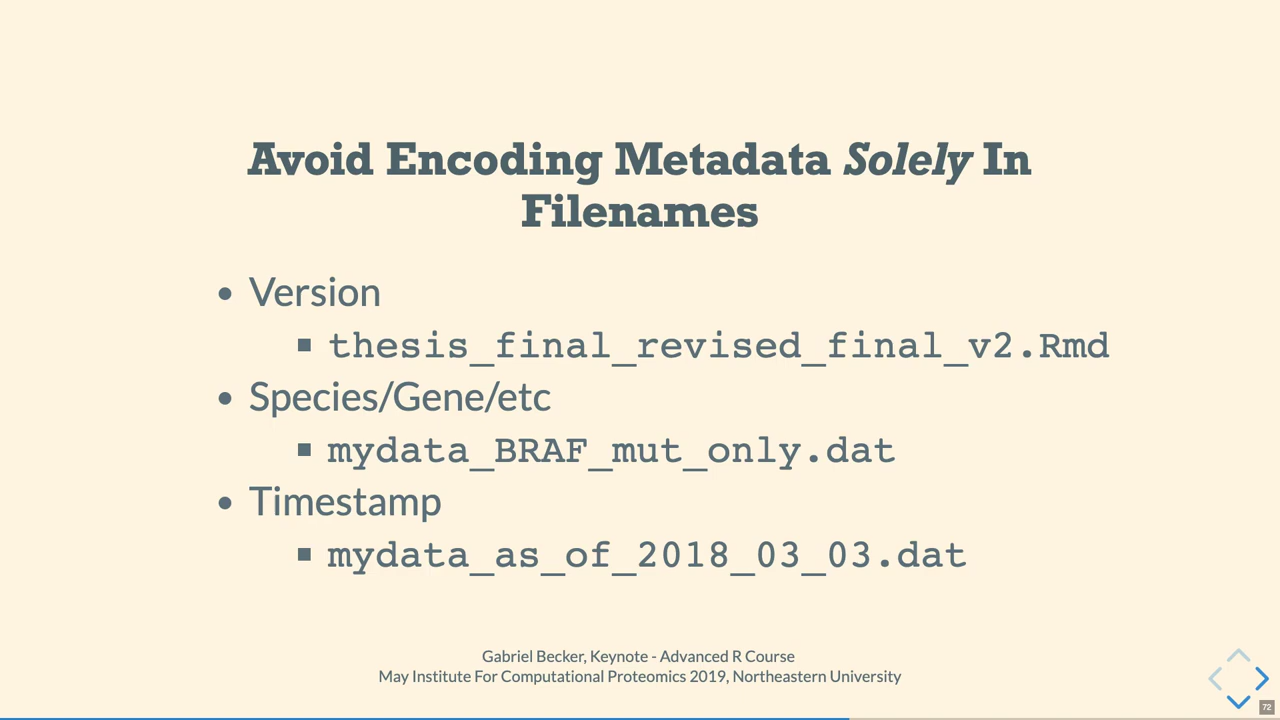 Avoid Encoding Metadata Solely In
Filenames
• Version
▪ thesis_final_revised_final_v2.Rmd
• Species/Gene/etc
▪ mydata_BRAF_mut_only.dat
• Timestamp
▪ mydata_as_of_2018_03_03.dat
Gabriel Becker, Keynote - Advanced R Course
May Institute For Computational Proteomics 2019, Northeastern University
72